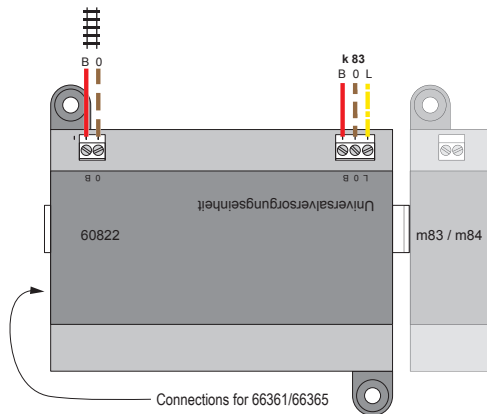 B 0
k 83
B 0 L
B 0
B 0 L
Universalversorgungseinheit
60822
m83 / m84
Connections for 66361/66365